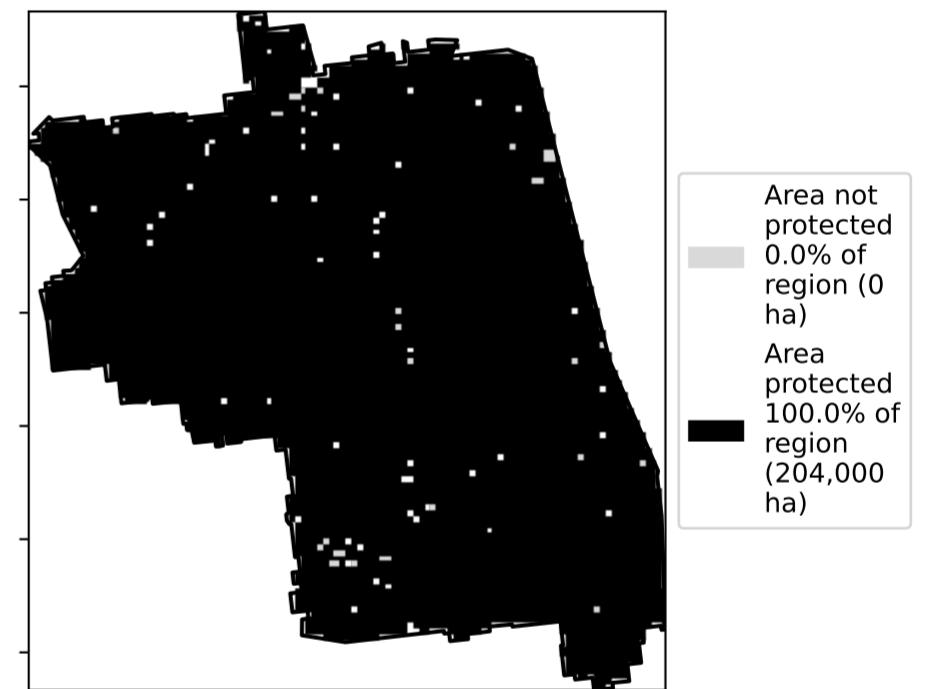 Area not
protected
0.0% of
region (0
ha)
Area
protected
100.0% of
region
(204,000
ha)